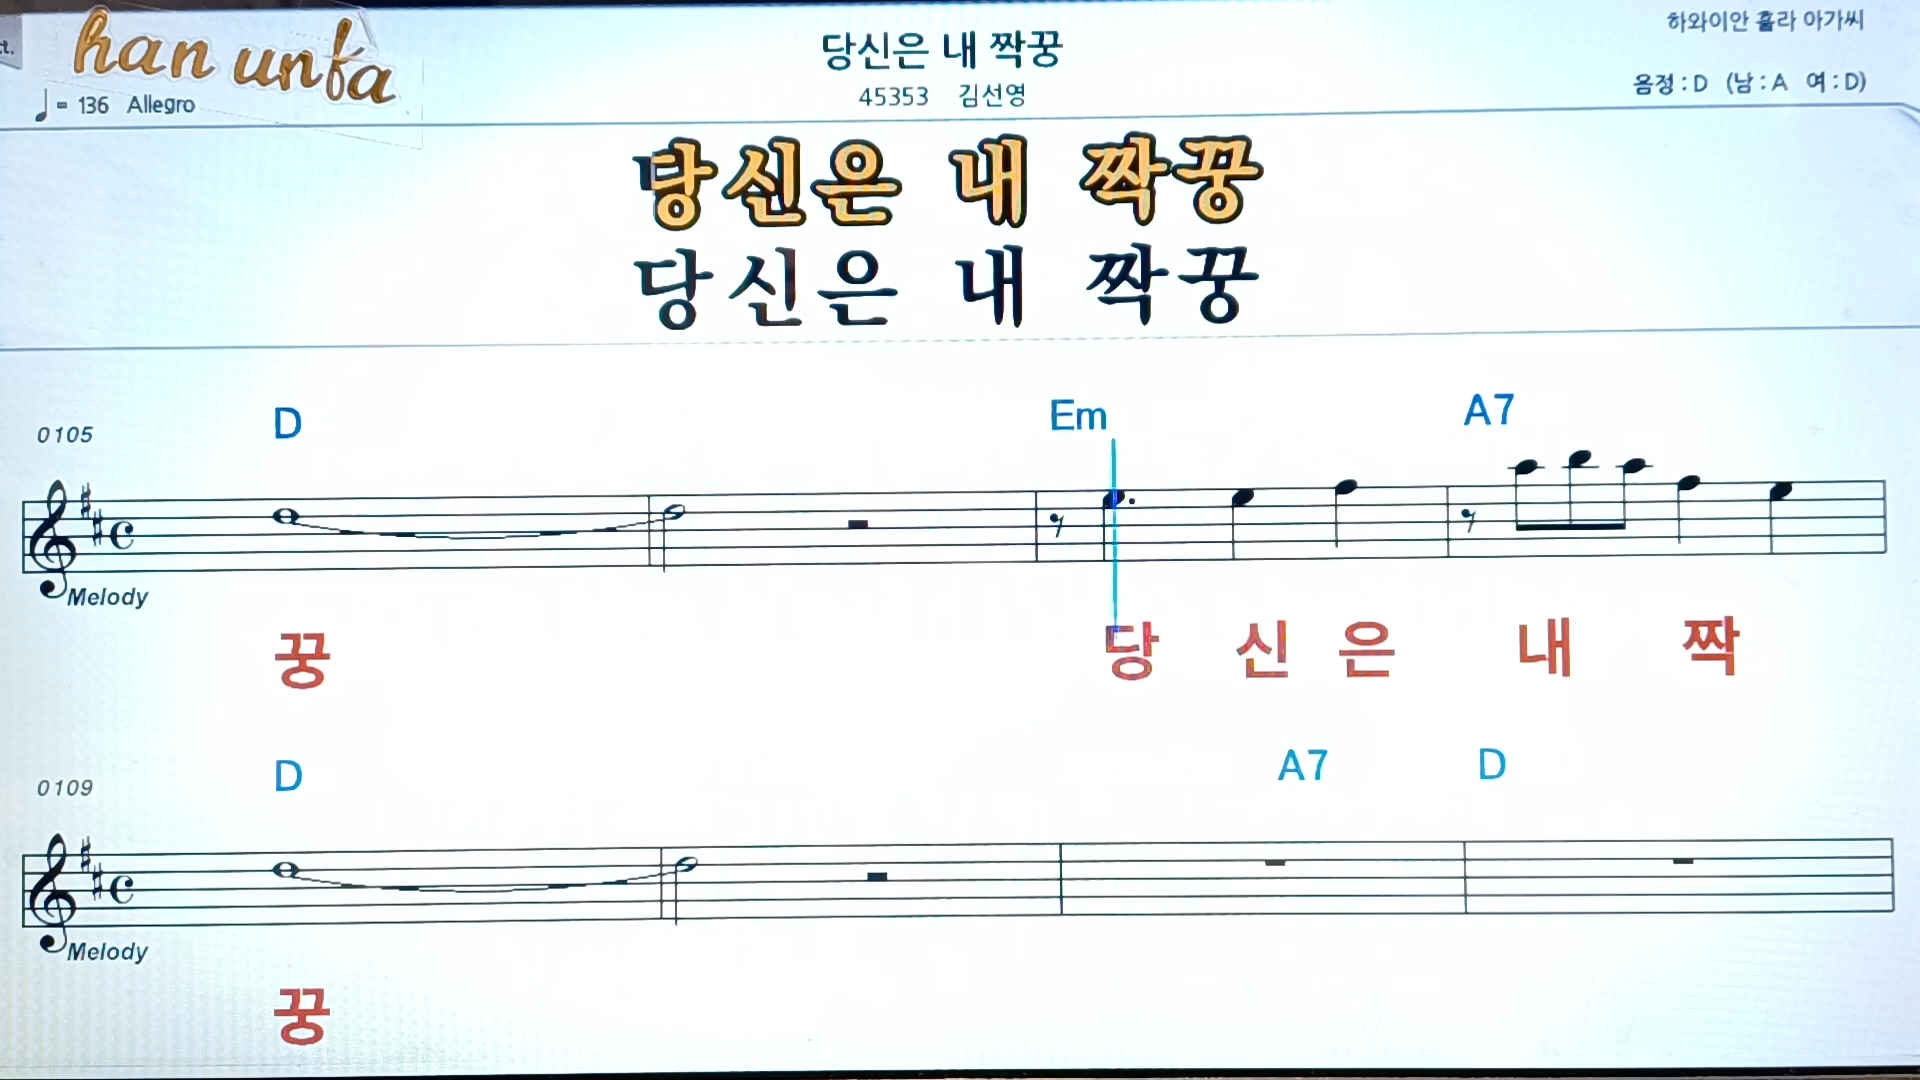 ct.
han unfa
당신은 내 짝꿍
하와이안 훌라 아가씨
= 136 Allegro
45353 김선영
음정 : D (남 : A 여 : D)
당신은 내 짝꿍
당신은 내 짝꿍
D Em A7
0105
Melody
꿍 당 신 은 내 짝
D A7 D
0109
Melody
꿍